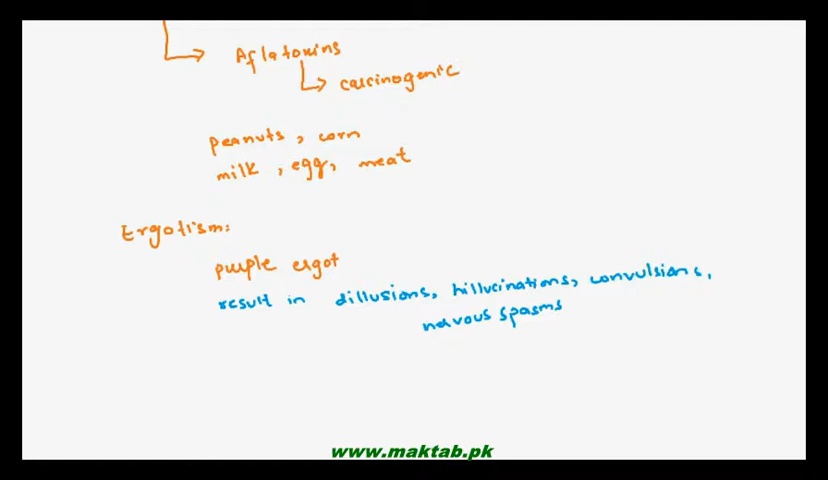 Aflatoxins
calcinogenic
peanuts, corn
milk, egg, meat
Ergotism:
purple ergot
result in dillusions, hillucinations, convulsions,
nervous spasms
www.maktab.pk